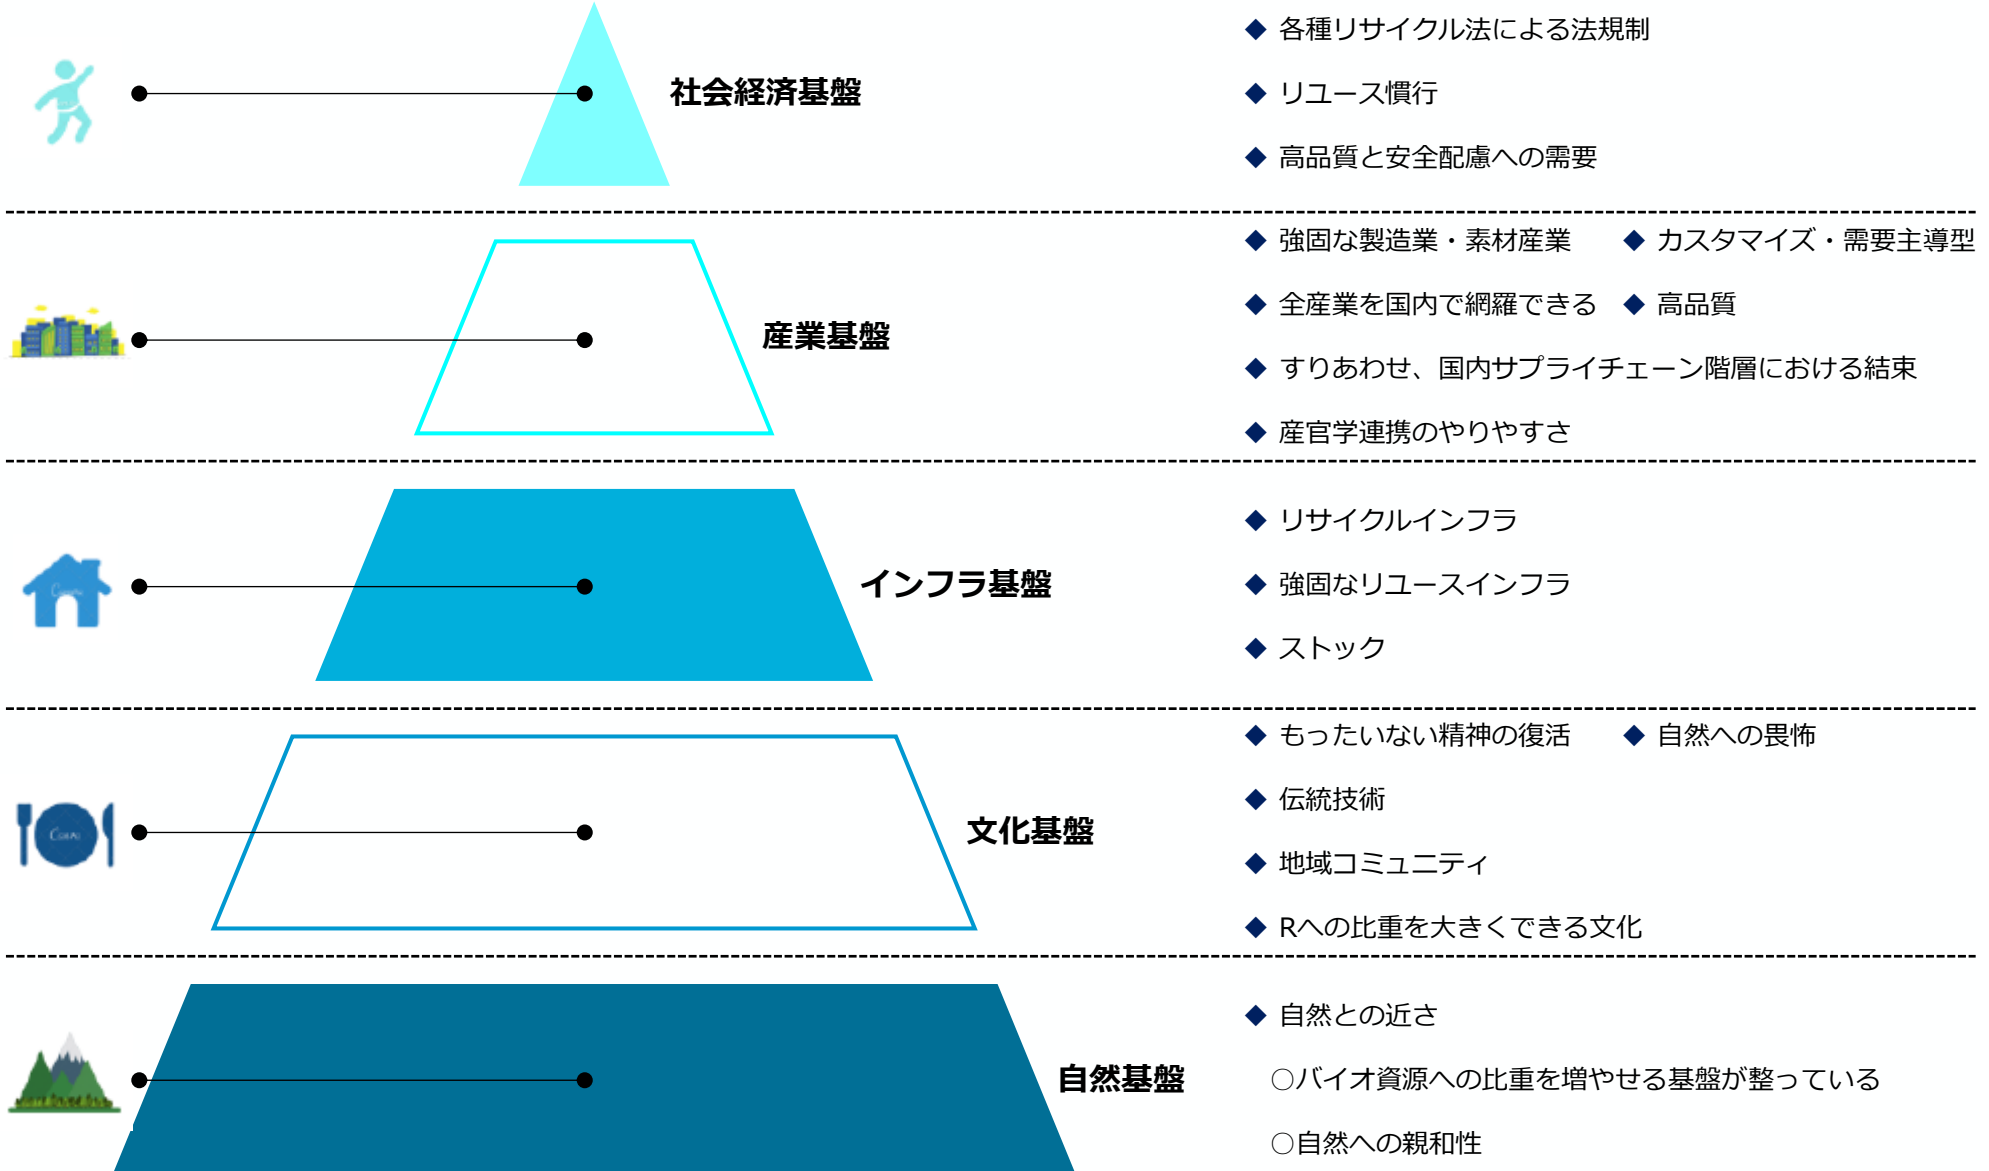 社会経済基盤
◆ 各種リサイクル法による法規制
◆ リユース慣行
◆ 高品質と安全配慮への需要
産業基盤
◆ 強固な製造業・素材産業 ◆ カスタマイズ・需要主導型
◆ 全産業を国内で網羅できる ◆ 高品質
◆ すりあわせ、国内サプライチェーン階層における結束
◆ 産官学連携のやりやすさ
インフラ基盤
◆ リサイクルインフラ
◆ 強固なリユースインフラ
◆ ストック
文化基盤
◆ もったいない精神の復活 ◆ 自然への畏怖
◆ 伝統技術
◆ 地域コミュニティ
◆ Rへの比重を大きくできる文化
自然基盤
◆ 自然との近さ
○バイオ資源への比重を増やせる基盤が整っている
○自然への親和性